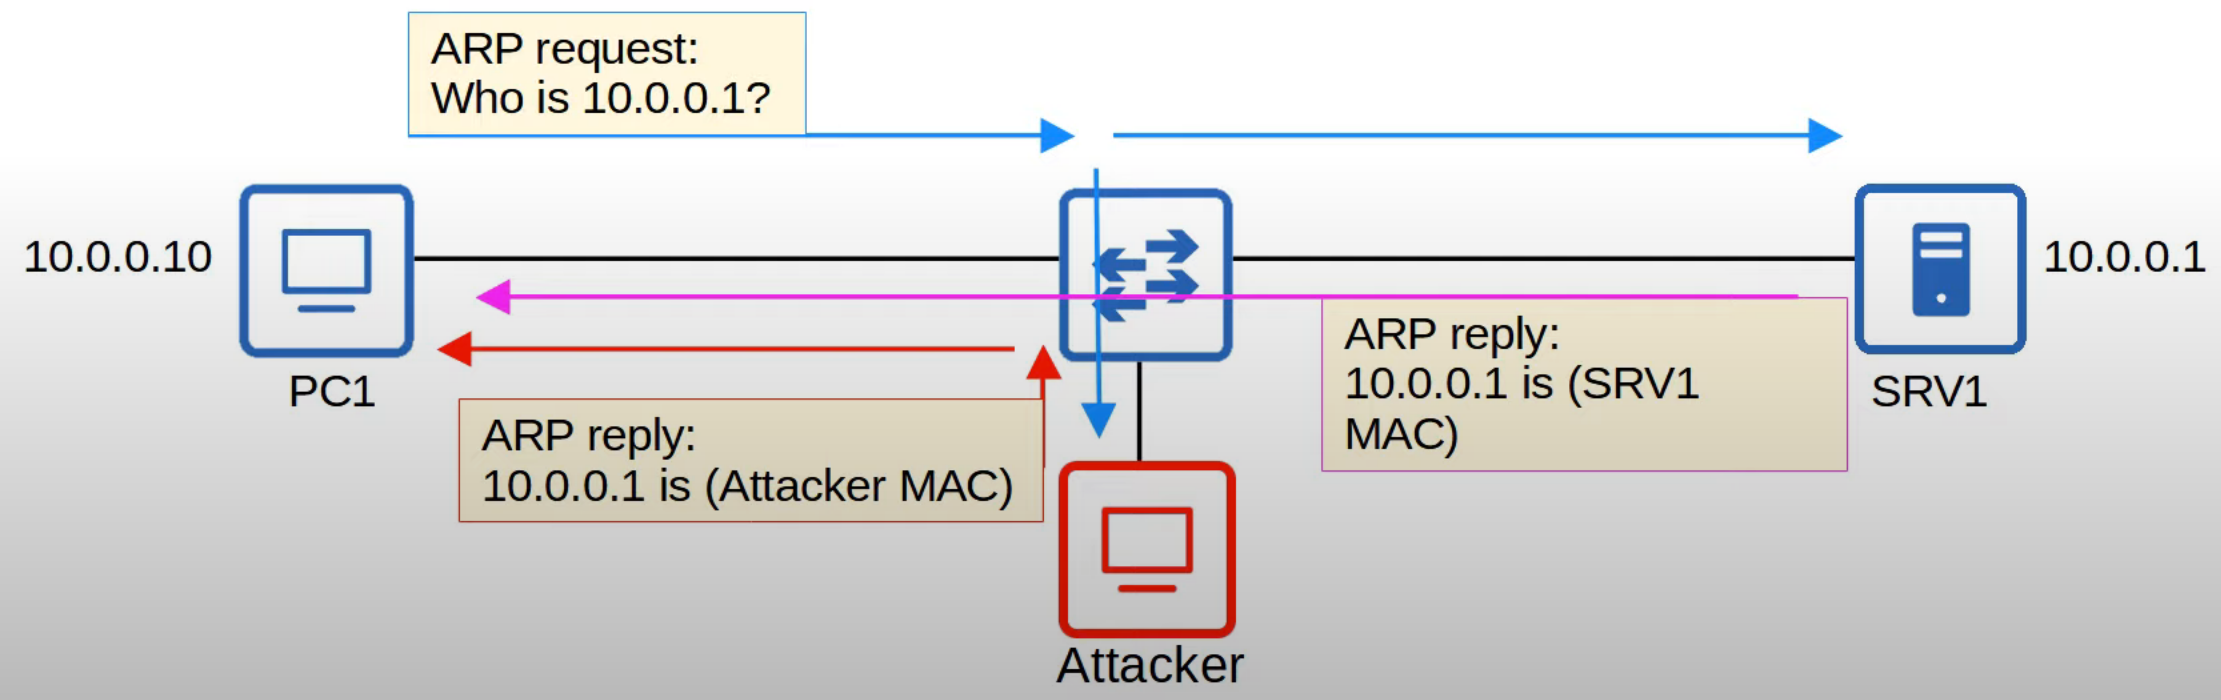 ARP request:
Who is 10.0.0.1?
10.0.0.10
10.0.0.1
PC1
SRV1
ARP reply:
10.0.0.1 is (SRV1
MAC)
ARP reply:
10.0.0.1 is (Attacker MAC)
Attacker